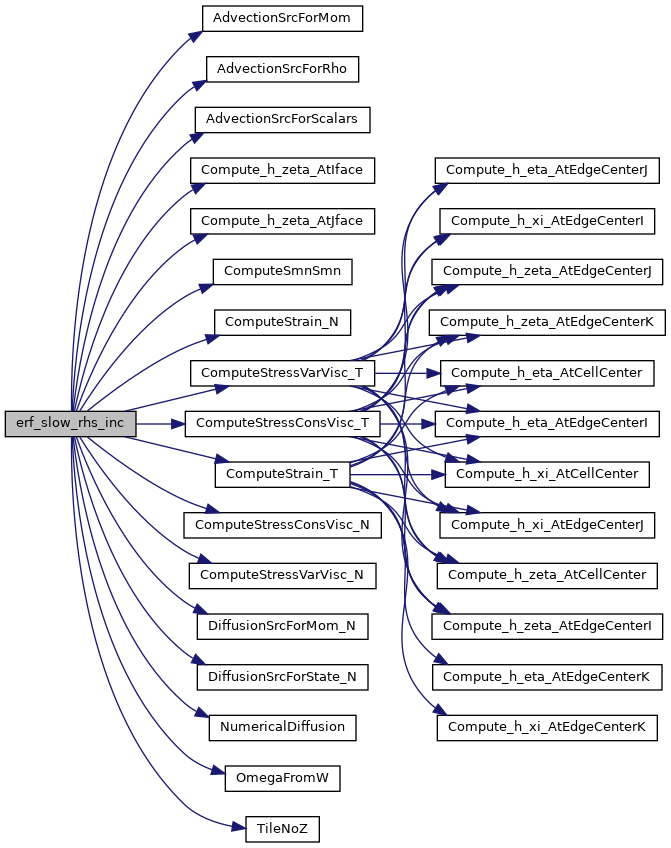 erf_slow_rhs_inc
AdvectionSrcForMom
AdvectionSrcForRho
AdvectionSrcForScalars
Compute_h_zeta_AtIface
Compute_h_zeta_AtJface
ComputeSmnSmn
ComputeStrain_N
ComputeStressVarVisc_T
ComputeStressConsVisc_T
ComputeStrain_T
ComputeStressConsVisc_N
ComputeStressVarVisc_N
DiffusionSrcForMom_N
DiffusionSrcForState_N
NumericalDiffusion
OmegaFromW
TileNoZ
Compute_h_eta_AtEdgeCenterJ
Compute_h_xi_AtEdgeCenterI
Compute_h_zeta_AtEdgeCenterJ
Compute_h_zeta_AtEdgeCenterK
Compute_h_eta_AtCellCenter
Compute_h_eta_AtEdgeCenterI
Compute_h_xi_AtCellCenter
Compute_h_xi_AtEdgeCenterJ
Compute_h_zeta_AtCellCenter
Compute_h_zeta_AtEdgeCenterI
Compute_h_eta_AtEdgeCenterK
Compute_h_xi_AtEdgeCenterK